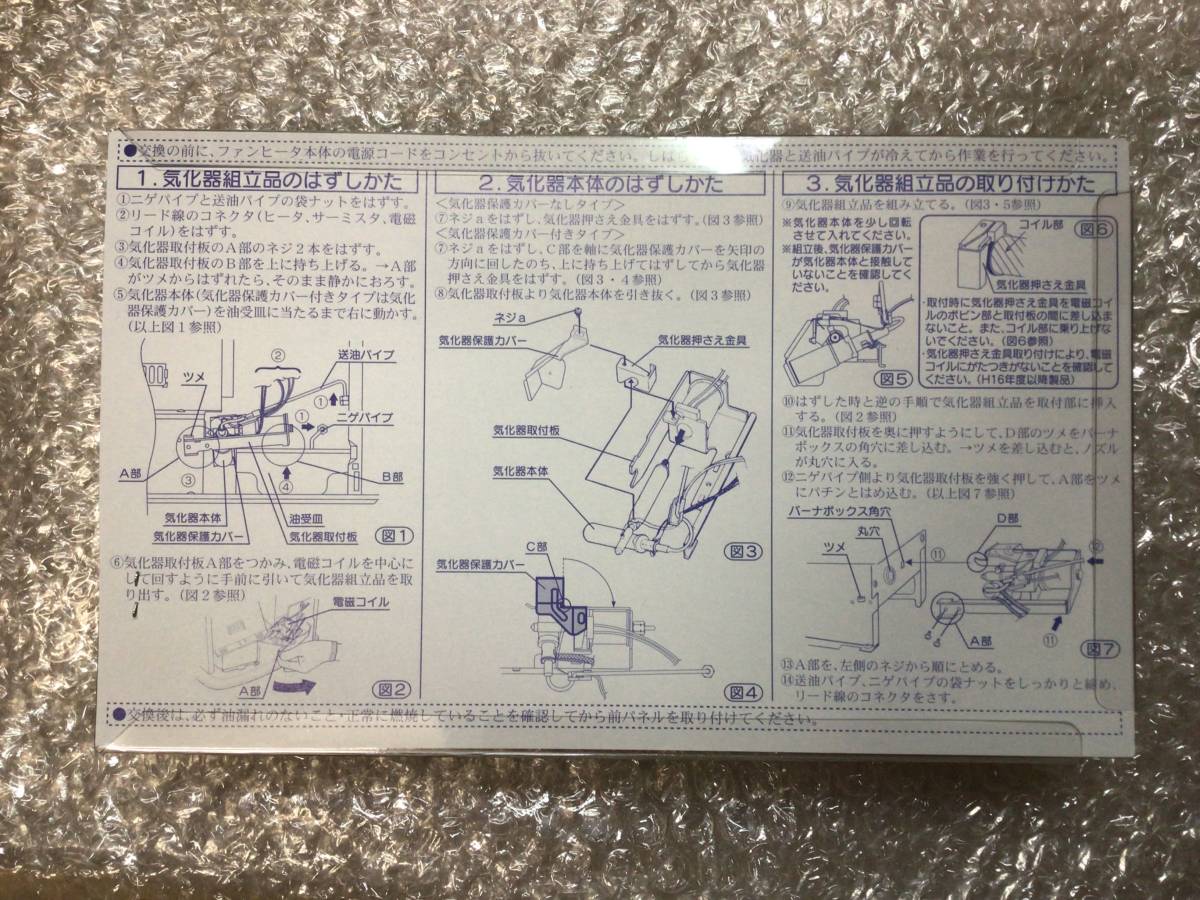 ●交換の前に、ファンヒータ本体の電源コードをコンセントから抜いてください。しば
化器と送油パイプが冷えてから作業を行ってください。
1. 気化器組立品のはずしかた
①ニゲパイプと送油パイプの袋ナットをはずす。
②リード線のコネクタ(ヒータ、サーミスタ、電磁
コイル)をはずす。
③気化器取付板のA部のネジ2本をはずす。
④気化器取付板のB部を上に持ち上げる。→A部
がツメからはずれたら、そのまま静かにおろす。
⑤気化器本体(気化器保護カバー付きタイプは気化
器保護カバー)を油受皿に当たるまで右に動かす。
(以上図1参照)
②
送油パイプ
ツメ
①
①
ニゲパイプ
A部
③
④
B部
気化器本体
油受皿
気化器保護カバー
気化器取付板
図1
⑥気化器取付板A部をつかみ、電磁コイルを中心に
して回すように手前に引いて気化器組立品を取
り出す。(図2参照)
電磁コイル
A部
図2
2. 気化器本体のはずしかた
<気化器保護カバーなしタイプ>
⑦ネジaをはずし、気化器押さえ金具をはずす。(図3参照)
<気化器保護カバー付きタイプ>
⑦ネジaをはずし、C部を軸に気化器保護カバーを矢印の
方向に回したのち、上に持ち上げてはずしてから気化器
押さえ金具をはずす。(図3・4参照)
⑧気化器取付板より気化器本体を引き抜く。(図3参照)
ネジa
気化器保護カバー
気化器押さえ金具
気化器取付板
気化器本体
図3
C部
気化器保護カバー
図4
3. 気化器組立品の取り付けかた
⑨気化器組立品を組み立てる。(図3・5参照)
※気化器本体を少し回転
させて入れてください。
※組立後、気化器保護カバー
が気化器本体と接触して
いないことを確認してく
ださい。
図5
コイル部
図6
気化器押さえ金具
・取付時に気化器押さえ金具を電磁コイ
ルのボビン部と取付板の間に差し込ま
ないこと。また、コイル部に乗り上げな
いでください。(図6参照)
・気化器押さえ金具取り付けにより、電磁
コイルにがたつきがないことを確認して
ください。(H16年度以降製品)
⑩はずした時と逆の手順で気化器組立品を取付部に挿入
する。(図2参照)
⑪気化器取付板を奥に押すようにして、D部のツメをバーナ
ボックスの角穴に差し込む。→ツメを差し込むと、ノズル
が丸穴に入る。
⑫ニゲパイプ側より気化器取付板を強く押して、A部をツメ
にパチンとはめ込む。(以上図7参照)
バーナボックス角穴
丸穴
ツメ
D部
⑪
⑫
A部
⑪
図7
⑬A部を、左側のネジから順にとめる。
⑭送油パイプ、ニゲパイプの袋ナットをしっかりと締め、
リード線のコネクタをさす。
●交換後は、必ず油漏れのないこと・正常に燃焼していることを確認してから前パネルを取り付けてください。